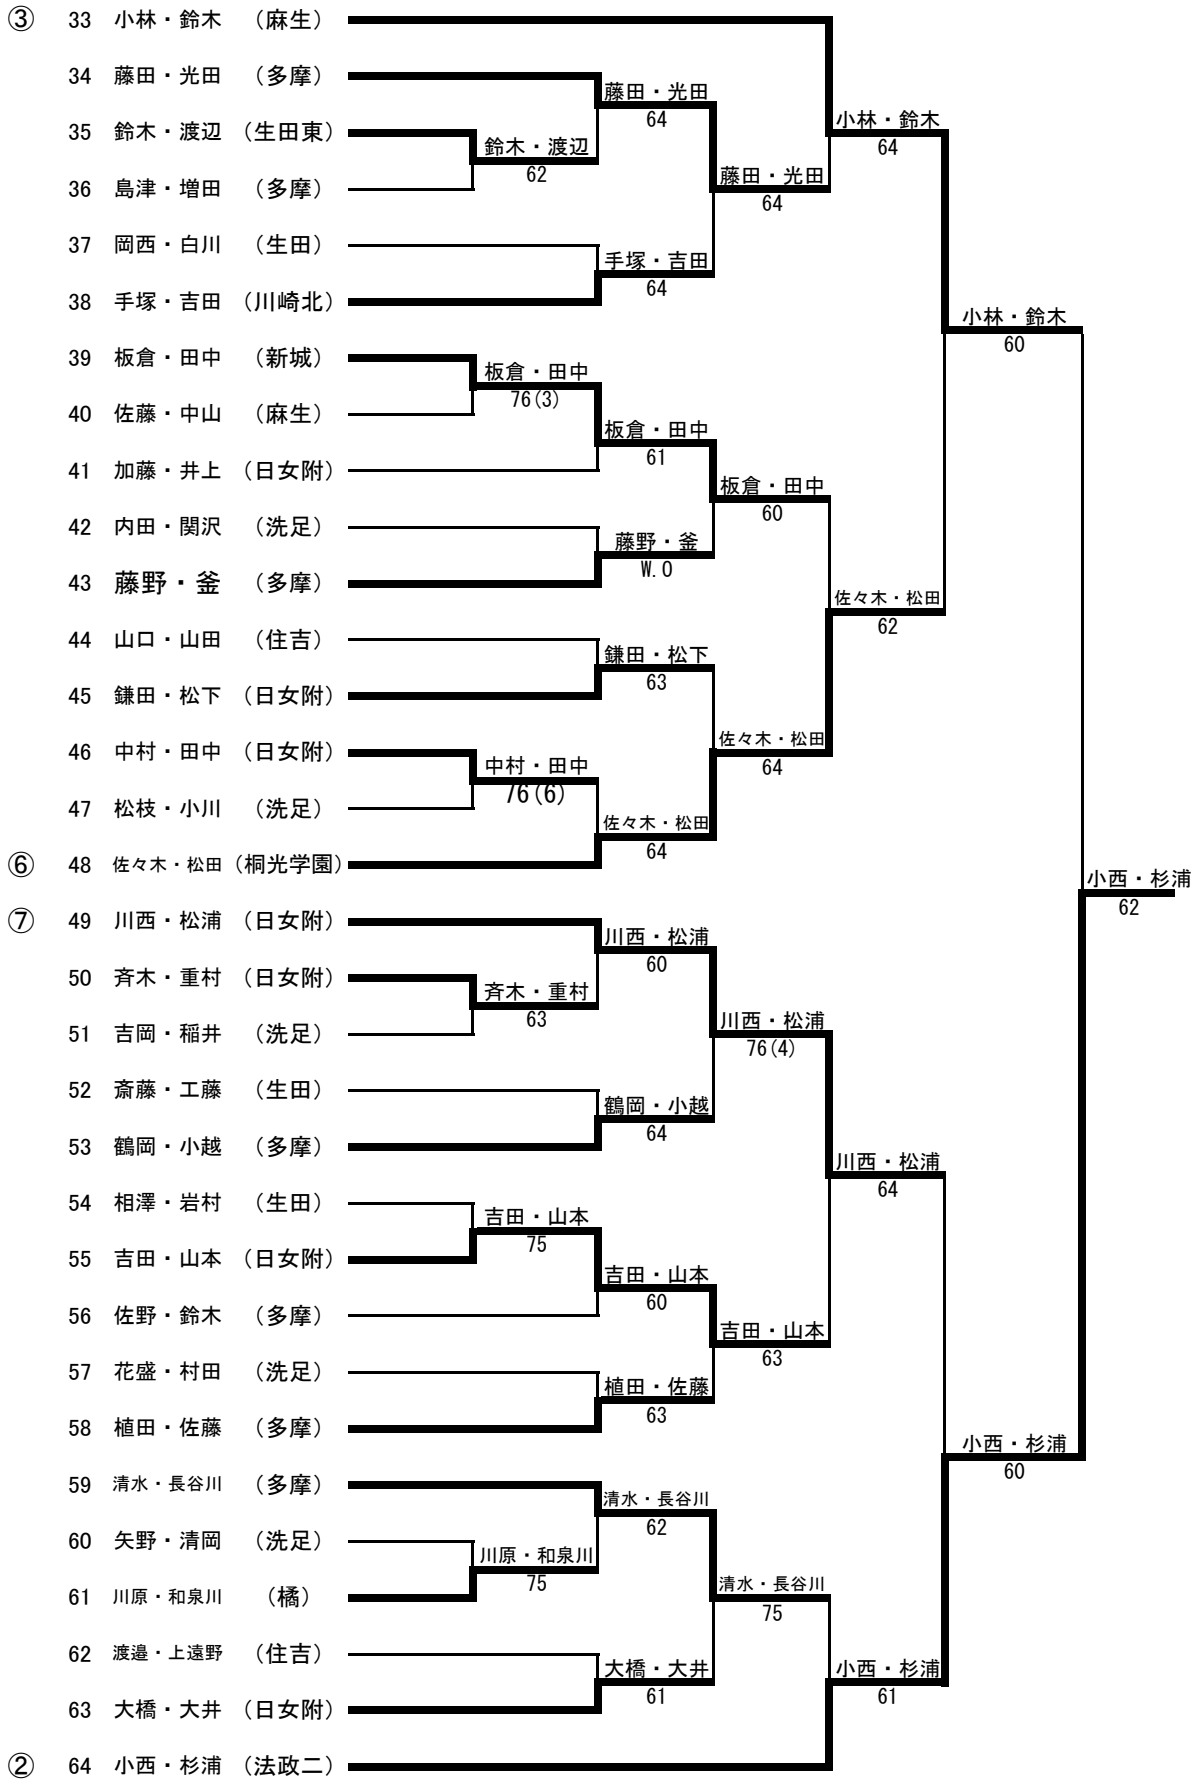 ③ 33 小林・鈴木 (麻生)
34 藤田・光田 (多摩)
藤田・光田
64
小林・鈴木
64
35 鈴木・渡辺 (生田東)
鈴木・渡辺
62
藤田・光田
64
36 島津・増田 (多摩)
37 岡西・白川 (生田)
手塚・吉田
64
38 手塚・吉田 (川崎北)
小林・鈴木
60
39 板倉・田中 (新城)
板倉・田中
76(3)
40 佐藤・中山 (麻生)
板倉・田中
61
41 加藤・井上 (日女附)
板倉・田中
60
42 内田・関沢 (洗足)
藤野・釜
W.O
43 藤野・釜 (多摩)
佐々木・松田
62
44 山口・山田 (住吉)
鎌田・松下
63
45 鎌田・松下 (日女附)
46 中村・田中 (日女附)
佐々木・松田
64
中村・田中
76(6)
47 松枝・小川 (洗足)
佐々木・松田
64
⑥ 48 佐々木・松田 (桐光学園)
小西・杉浦
62
⑦ 49 川西・松浦 (日女附)
川西・松浦
60
50 斉木・重村 (日女附)
斉木・重村
63
51 吉岡・稲井 (洗足)
川西・松浦
76(4)
52 斎藤・工藤 (生田)
鶴岡・小越
64
53 鶴岡・小越 (多摩)
川西・松浦
64
54 相澤・岩村 (生田)
吉田・山本
75
55 吉田・山本 (日女附)
吉田・山本
60
56 佐野・鈴木 (多摩)
吉田・山本
63
57 花盛・村田 (洗足)
植田・佐藤
63
58 植田・佐藤 (多摩)
小西・杉浦
60
59 清水・長谷川 (多摩)
清水・長谷川
62
60 矢野・清岡 (洗足)
川原・和泉川
75
61 川原・和泉川 (橘)
清水・長谷川
75
62 渡邉・上遠野 (住吉)
大橋・大井
61
小西・杉浦
61
63 大橋・大井 (日女附)
② 64 小西・杉浦 (法政二)